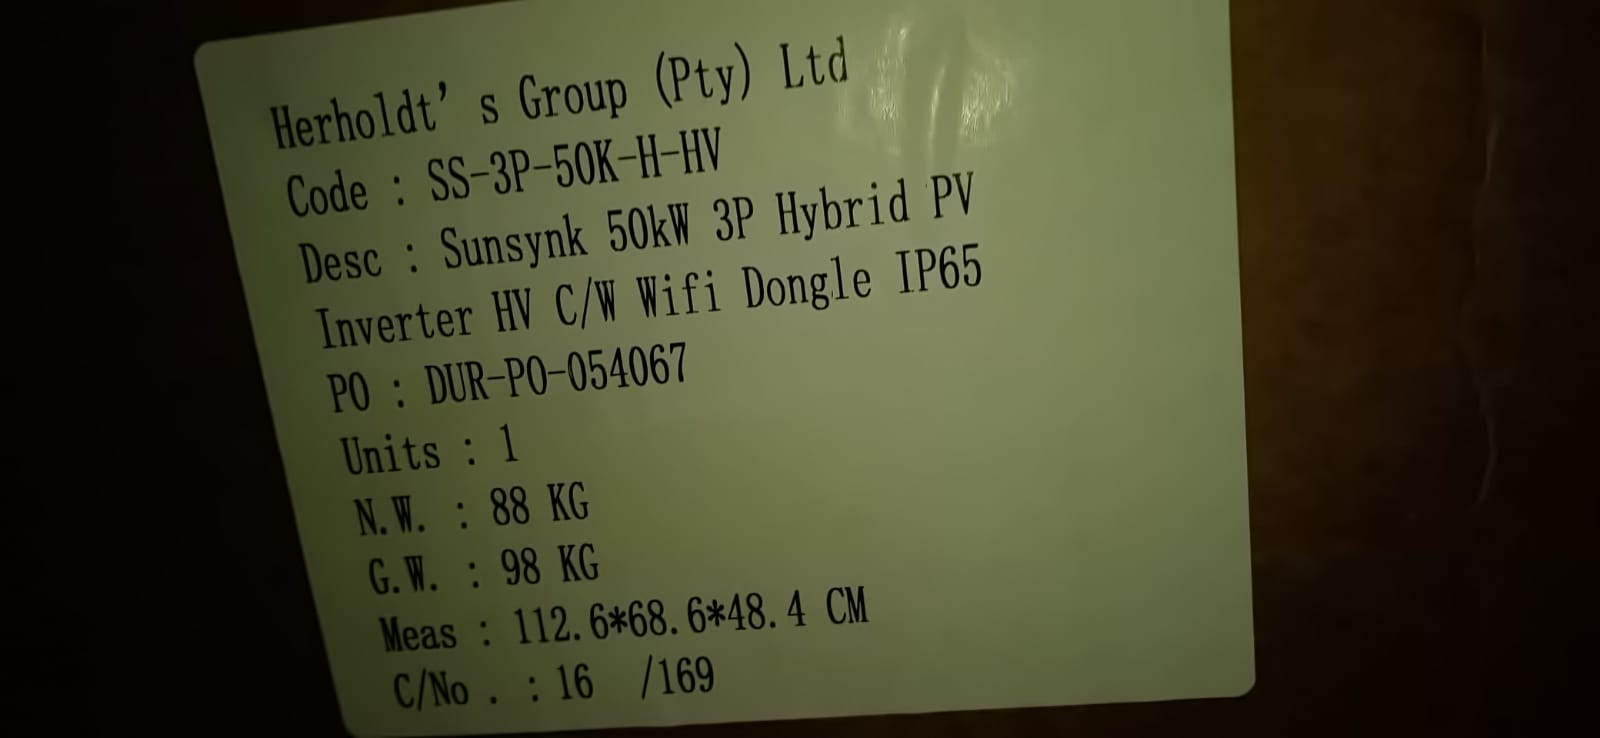 Herholdt's Group (Pty) Ltd
Code : SS-3P-50K-H-HV
Desc : Sunsynk 50kW 3P Hybrid PV
Inverter HV C/W Wifi Dongle IP65
PO : DUR-PO-054067
Units : 1
N.W. : 88 KG
G.W. : 98 KG
Meas : 112.6*68.6*48.4 CM
C/No . : 16 /169